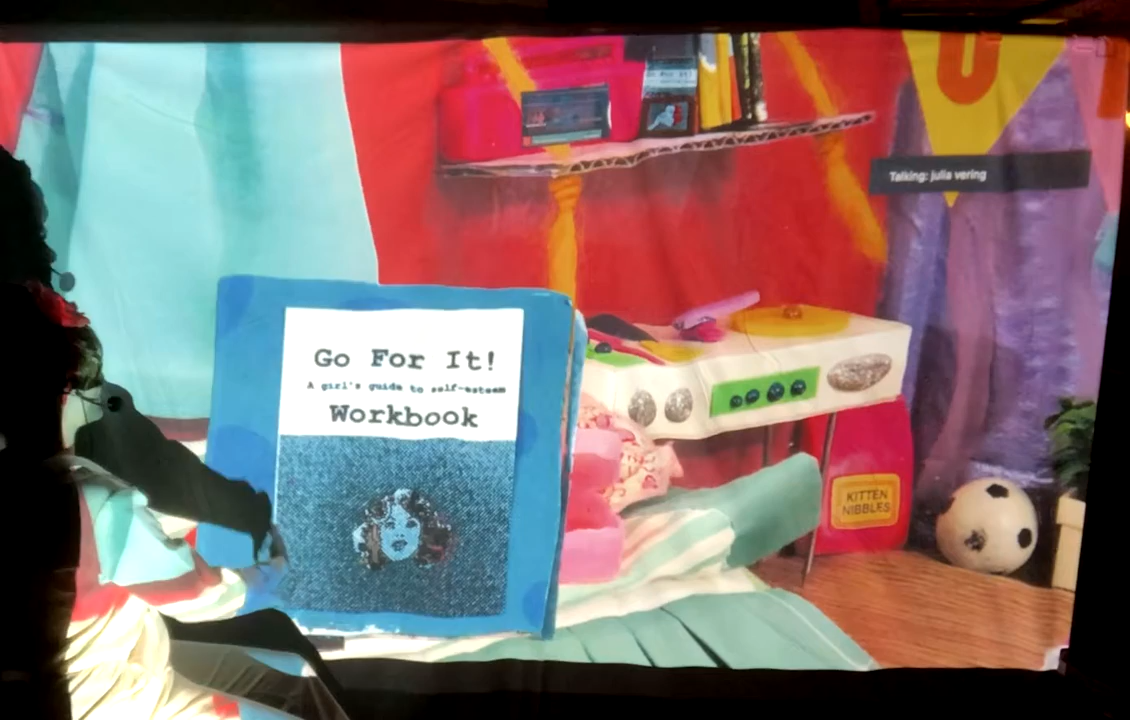 U
Talking: julia vering
Go For It!
A girl's guide to self-esteem
Workbook
KITTEN
NIBBLES